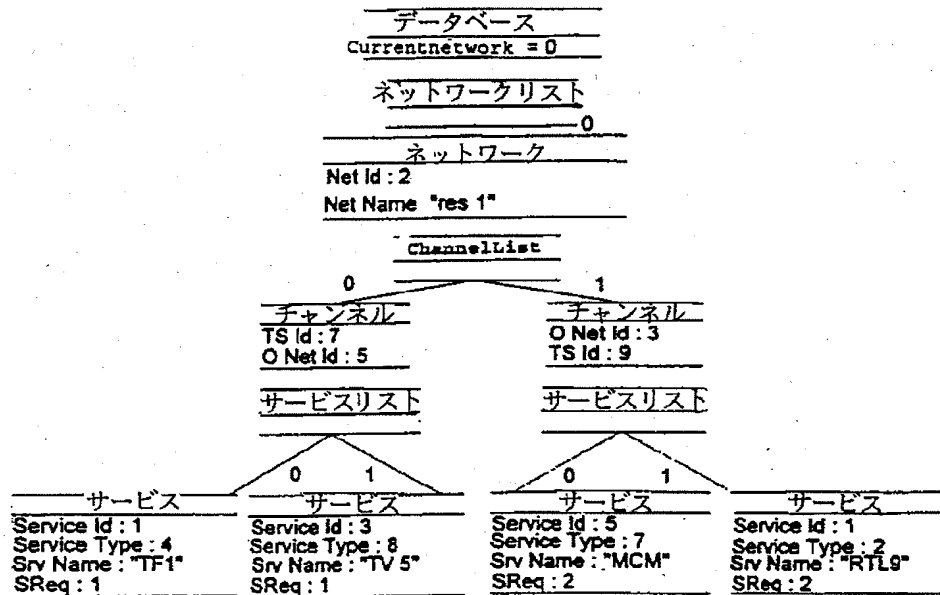 データベース
Currentnetwork = 0
ネットワークリスト
0
ネットワーク
Net Id : 2
Net Name "res 1"
ChannelList
0 1
チャンネル
TS Id : 7
O Net Id : 5
チャンネル
O Net Id : 3
TS Id : 9
サービスリスト
サービスリスト
0 1
0 1
サービス
Service Id : 1
Service Type : 4
Srv Name : "TF1"
SReq : 1
サービス
Service Id : 3
Service Type : 8
Srv Name : "TV 5"
SReq : 1
サービス
Service Id : 5
Service Type : 7
Srv Name : "MCM"
SReq : 2
サービス
Service Id : 1
Service Type : 2
Srv Name : "RTL9"
SReq : 2